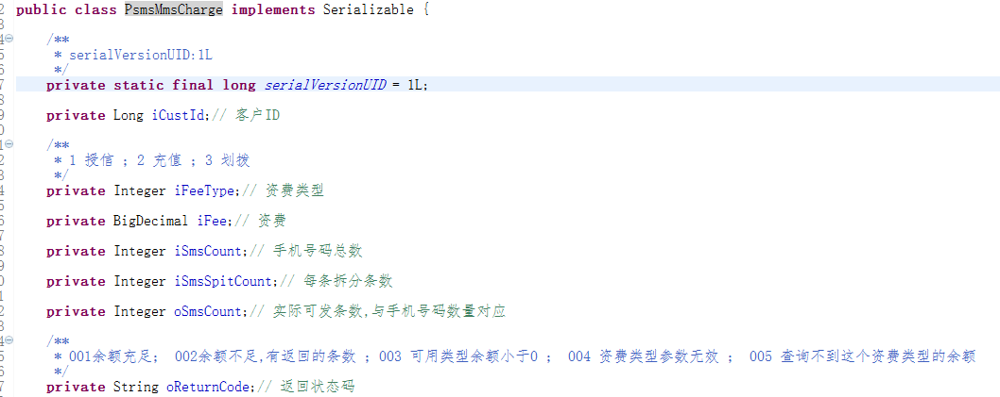 public class PsmsMmsCharge implements Serializable {
/**
* serialVersionUID:1L
*/
private static final long serialVersionUID = 1L;
private Long iCustId;// 客户ID
/**
* 1 授信 ；2 充值 ；3 划拨
*/
private Integer iFeeType;// 资费类型
private BigDecimal iFee;// 资费
private Integer iSmsCount;// 手机号码总数
private Integer iSmsSpitCount;// 每条拆分条数
private Integer oSmsCount;// 实际可发条数,与手机号码数量对应
/**
* 001余额充足； 002余额不足,有返回的条数 ；003 可用类型余额小于0 ； 004 资费类型参数无效 ； 005 查询不到这个资费类型的余额
*/
private String oReturnCode;// 返回状态码